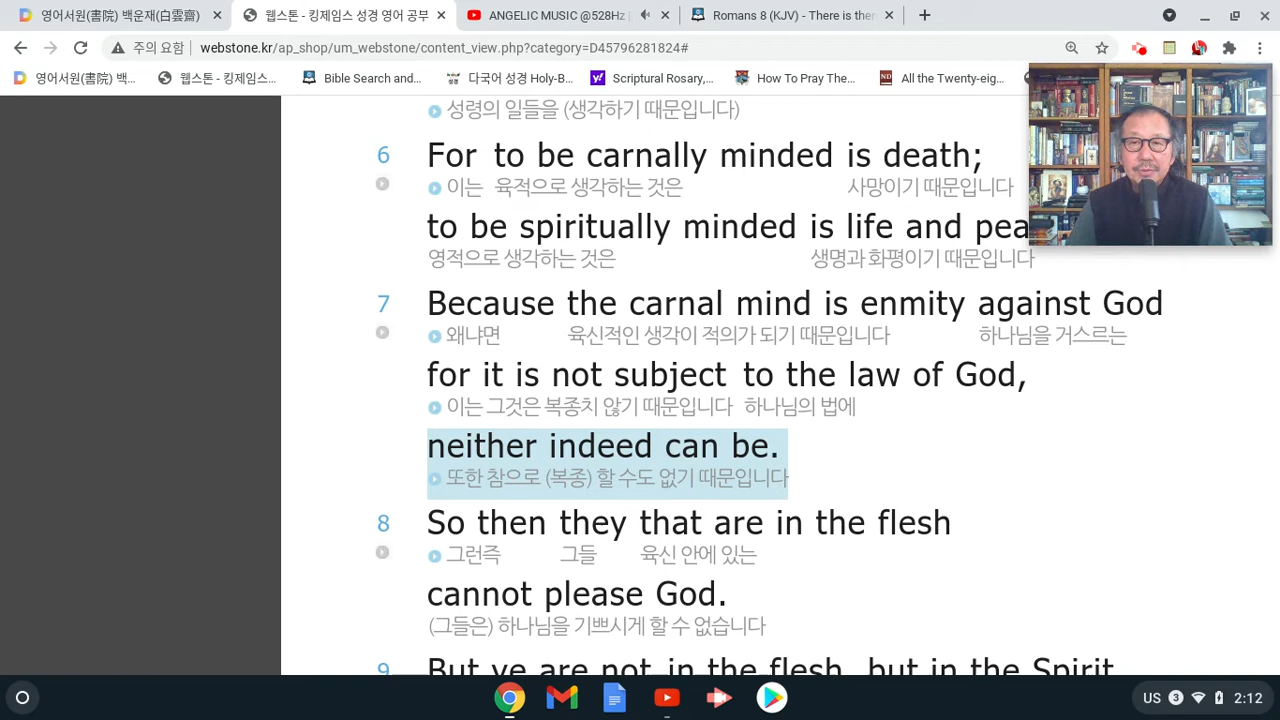 영어서원(書院) 백운재(白雲齋)
웹스톤 - 킹제임스 성경 영어 공부
ANGELIC MUSIC @528Hz
Romans 8 (KJV) - There is ther
주의 요함
webstone.kr/ap_shop/um_webstone/content_view.php?category=D45796281824#
영어서원(書院) 백...
웹스톤 - 킹제임스...
Bible Search and...
다국어 성경 Holy-B...
Scriptural Rosary,...
How To Pray The...
All the Twenty-eig...
성령의 일들을 (생각하기 때문입니다)
6 For to be carnally minded is death;
이는 육적으로 생각하는 것은 사망이기 때문입니다
to be spiritually minded is life and pea
영적으로 생각하는 것은 생명과 화평이기 때문입니다
7 Because the carnal mind is enmity against God
왜냐면 육신적인 생각이 적의가 되기 때문입니다 하나님을 거스르는
for it is not subject to the law of God,
이는 그것은 복종치 않기 때문입니다 하나님의 법에
neither indeed can be.
또한 참으로 (복종) 할 수도 없기 때문입니다
8 So then they that are in the flesh
그런즉 그들 육신 안에 있는
cannot please God.
(그들은) 하나님을 기쁘시게 할 수 없습니다
9 But ye are not in the flesh, but in the Spirit,
US 3 2:12